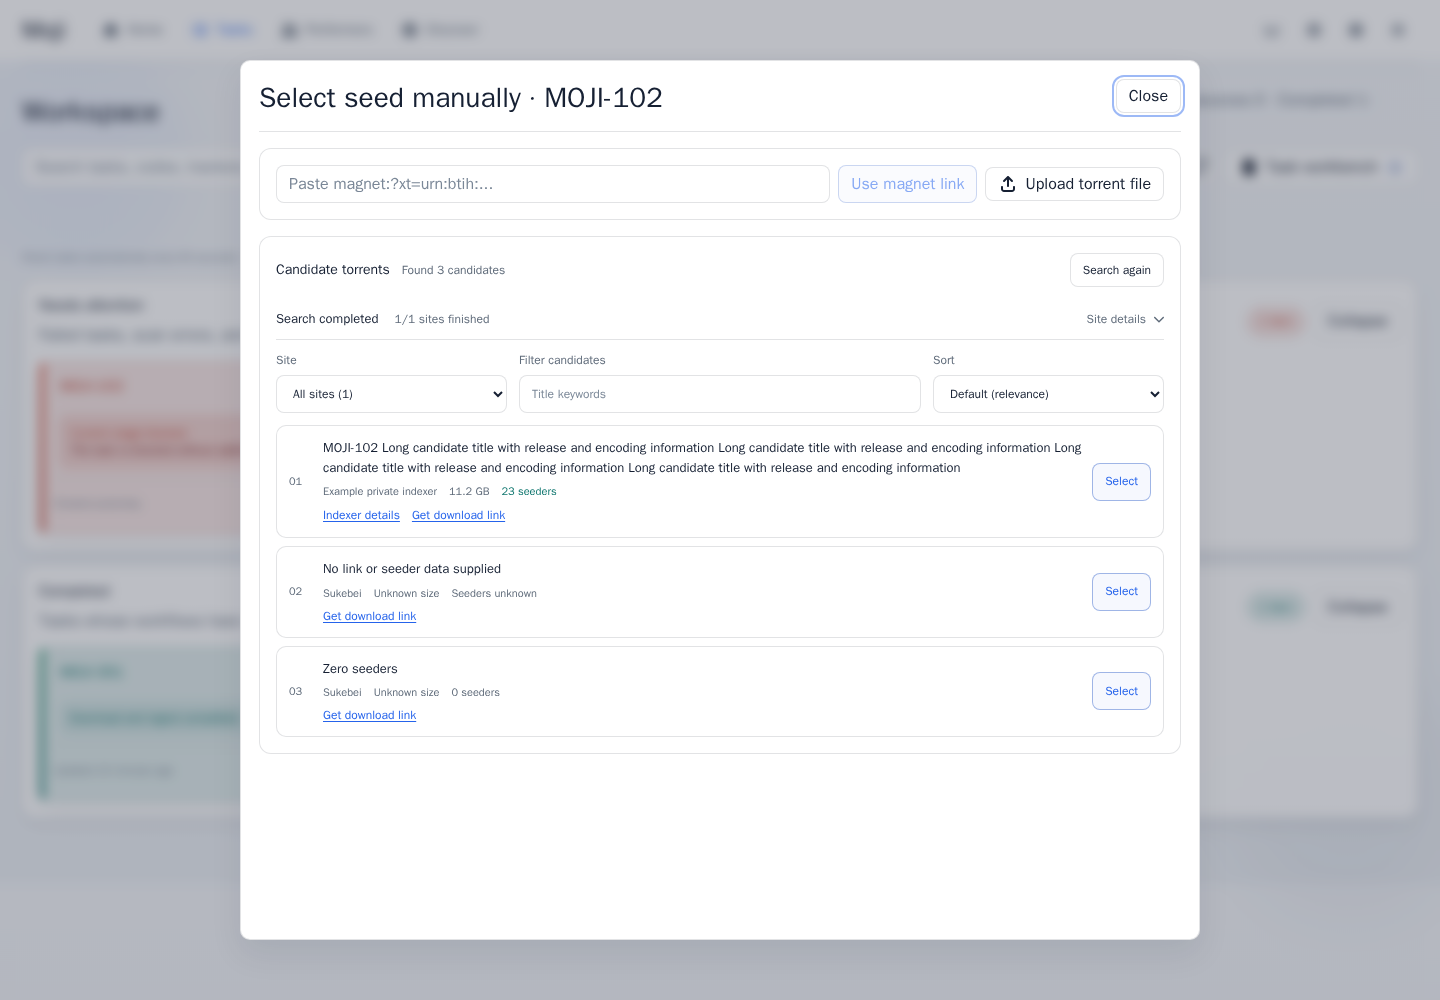 Select seed manually · MOJI-102
Close
Paste magnet:?xt=urn:btih:...
Use magnet link
Upload torrent file
Candidate torrents
Found 3 candidates
Search again
Search completed
1/1 sites finished
Site details
Site
Filter candidates
Sort
All sites (1)
Title keywords
Default (relevance)
01
MOJI-102 Long candidate title with release and encoding information Long candidate title with release and encoding information Long
candidate title with release and encoding information Long candidate title with release and encoding information
Example private indexer
11.2 GB
23 seeders
Indexer details
Get download link
Select
02
No link or seeder data supplied
Sukebei
Unknown size
Seeders unknown
Get download link
Select
03
Zero seeders
Sukebei
Unknown size
0 seeders
Get download link
Select
Workspace